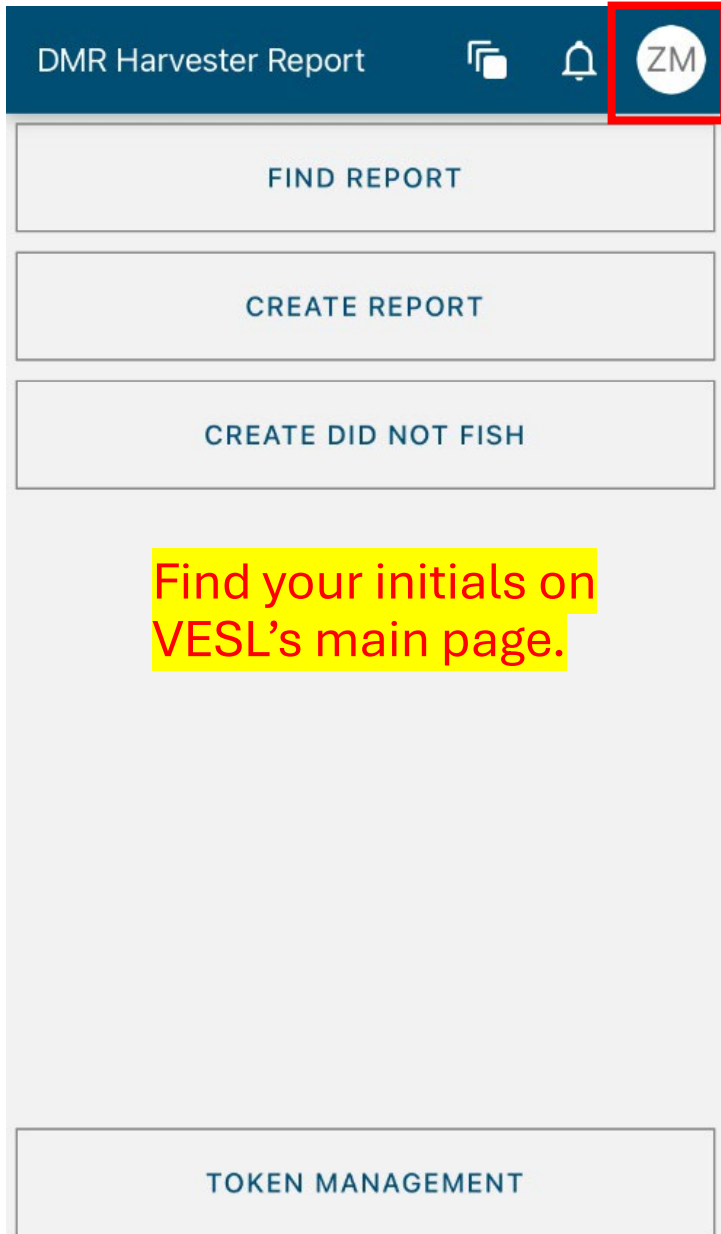 DMR Harvester Report ZM
FIND REPORT
CREATE REPORT
CREATE DID NOT FISH
Find your initials on
VESL’s main page.
TOKEN MANAGEMENT